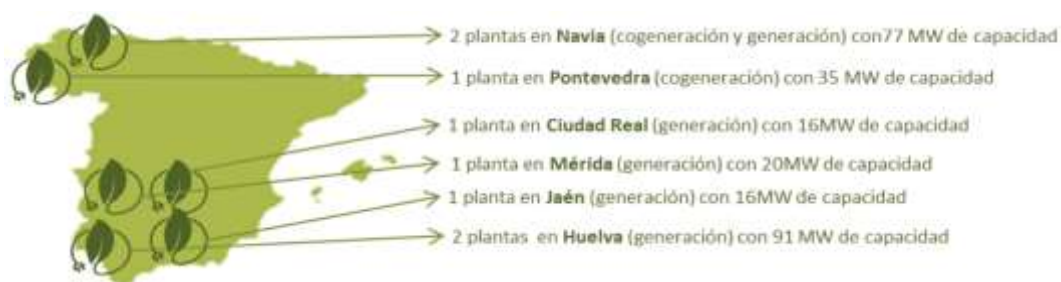 2 plantas en Navia (cogeneración y generación) con77 MW de capacidad
1 planta en Pontevedra (cogeneración) con 35 MW de capacidad
1 planta en Ciudad Real (generación) con 16MW de capacidad
1 planta en Mérida (generación) con 20MW de capacidad
1 planta en Jaén (generación) con 16MW de capacidad
2 plantas en Huelva (generación) con 91 MW de capacidad